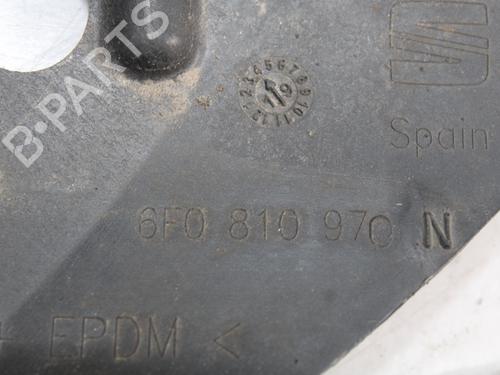 B-PARTS
Spain
6F0 810 970 N
+ EPDM <